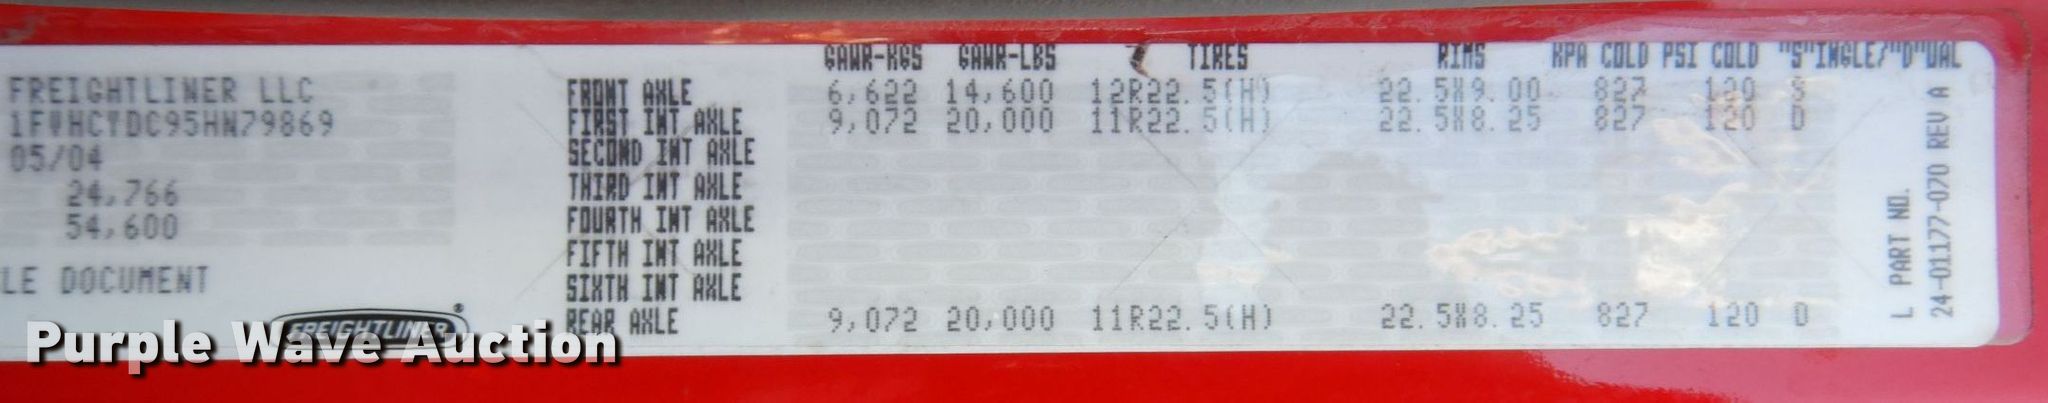 GAWR-KGS GAWR-LBS TIRES RIMS KPA COLD PSI COLD "S"INGLE/"D"UAL
FREIGHTLINER LLC FRONT AXLE 6,622 14,600 12R22.5(H) 22.5X9.00 827 120 S
1FVHCYDC95HN79869 FIRST INT AXLE 9,072 20,000 11R22.5(H) 22.5X8.25 827 120 D
05/04 SECOND INT AXLE
24,766 THIRD INT AXLE
54,600 FOURTH INT AXLE
FIFTH INT AXLE
LE DOCUMENT SIXTH INT AXLE
FREIGHTLINER® REAR AXLE 9,072 20,000 11R22.5(H) 22.5X8.25 827 120 D
L PART NO.
24-01177-070 REV A
Purple Wave Auction